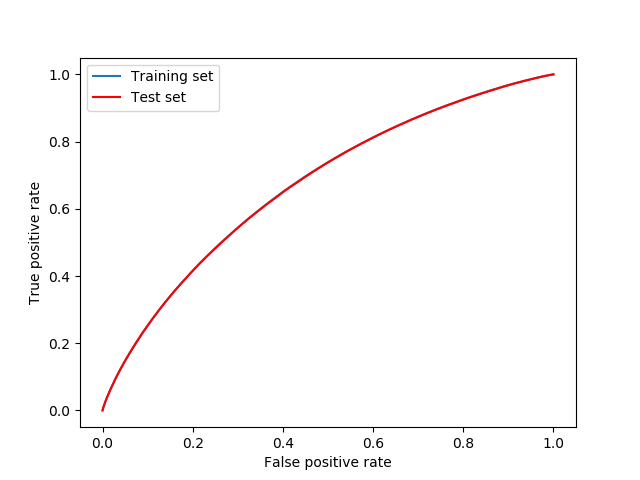 Training set
Test set
1.0
0.8
0.6
0.4
0.2
0.0
True positive rate
0.0 0.2 0.4 0.6 0.8 1.0
False positive rate